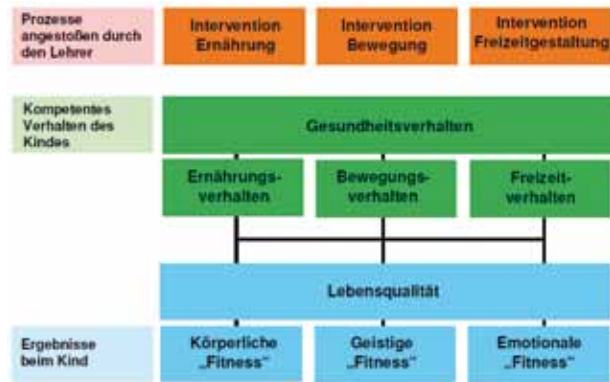 Prozesse
angestoßen durch
den Lehrer
Intervention
Ernährung
Intervention
Bewegung
Intervention
Freizeitgestaltung
Kompetentes
Verhalten des
Kindes
Gesundheitsverhalten
Ernährungs-
verhalten
Bewegungs-
verhalten
Freizeit-
verhalten
Lebensqualität
Ergebnisse
beim Kind
Körperliche
„Fitness“
Geistige
„Fitness“
Emotionale
„Fitness“